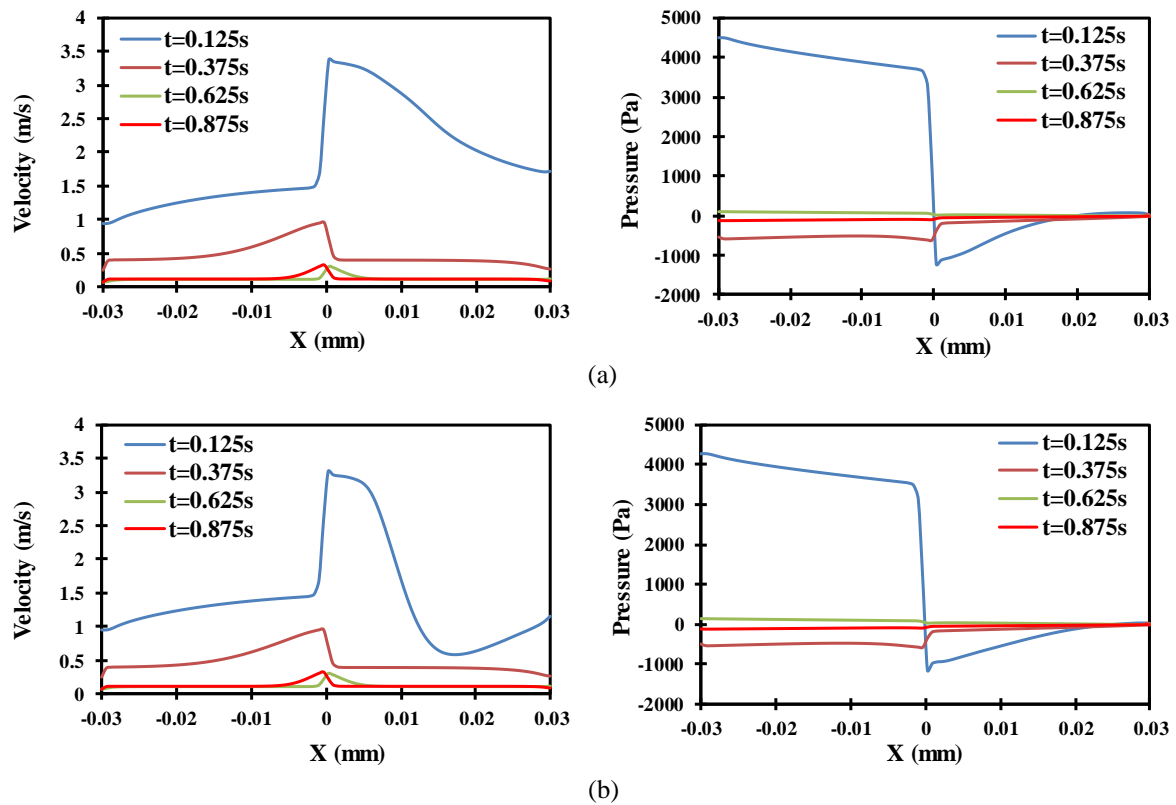 4
3.5
3
2.5
2
1.5
1
0.5
0
Velocity (m/s)
t=0.125s
t=0.375s
t=0.625s
t=0.875s
-0.03 -0.02 -0.01 0 0.01 0.02 0.03
X (mm)
5000
4000
3000
2000
1000
0
-1000
-2000
Pressure (Pa)
t=0.125s
t=0.375s
t=0.625s
t=0.875s
-0.03 -0.02 -0.01 0 0.01 0.02 0.03
X (mm)
(a)
4
3.5
3
2.5
2
1.5
1
0.5
0
Velocity (m/s)
t=0.125s
t=0.375s
t=0.625s
t=0.875s
-0.03 -0.02 -0.01 0 0.01 0.02 0.03
X (mm)
5000
4000
3000
2000
1000
0
-1000
-2000
Pressure (Pa)
t=0.125s
t=0.375s
t=0.625s
t=0.875s
-0.03 -0.02 -0.01 0 0.01 0.02 0.03
X (mm)
(b)